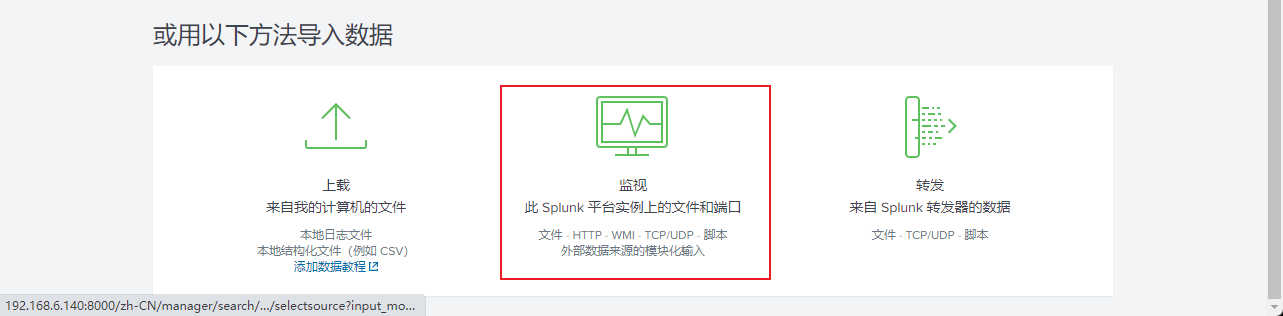 或用以下方法导入数据
上载
来自我的计算机的文件
本地日志文件
本地结构化文件（例如 CSV)
添加数据教程
监视
此 Splunk 平台实例上的文件和端口
文件 - HTTP - WMI - TCP/UDP - 脚本
外部数据来源的模块化输入
转发
来自 Splunk 转发器的数据
文件 - TCP/UDP - 脚本
192.168.6.140:8000/zh-CN/manager/search/.../selectsource?input_mo...